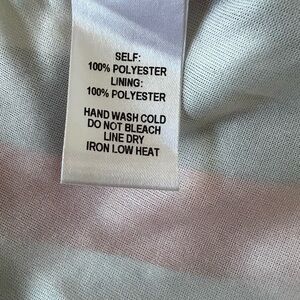 SELF:
100% POLYESTER
LINING:
100% POLYESTER
HAND WASH COLD
DO NOT BLEACH
LINE DRY
IRON LOW HEAT